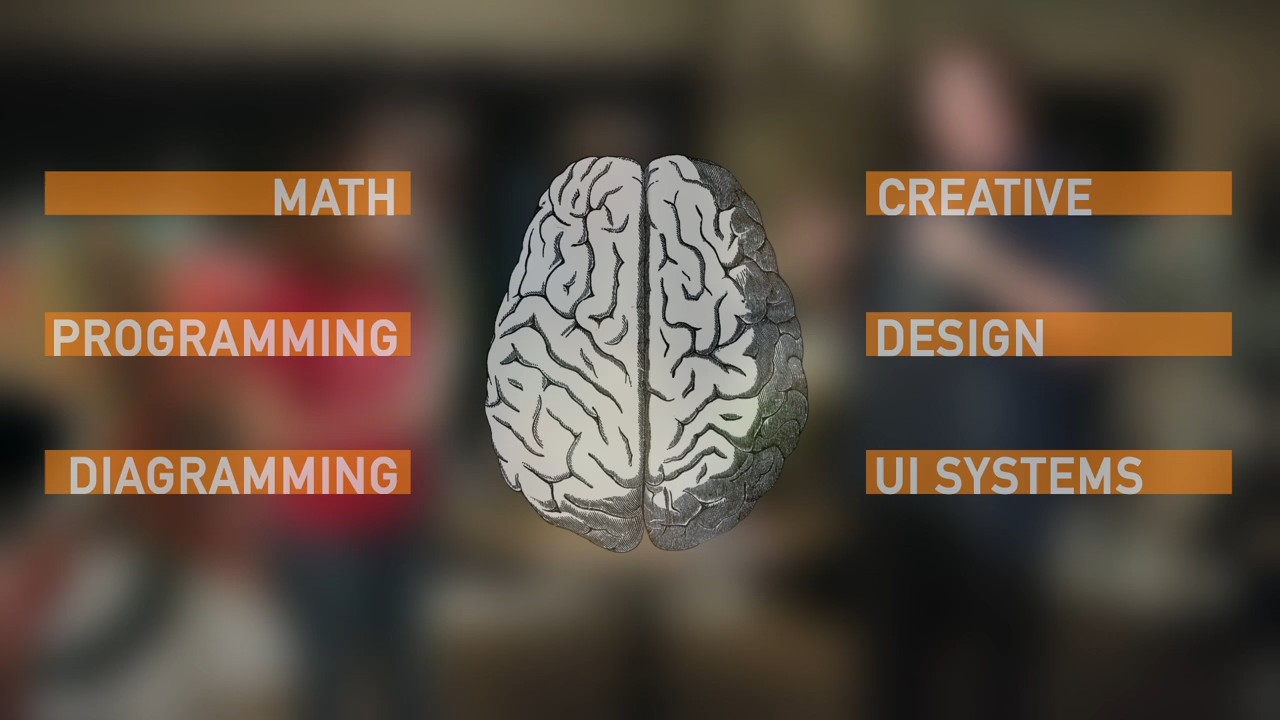 MATH
PROGRAMMING
DIAGRAMMING
CREATIVE
DESIGN
UI SYSTEMS